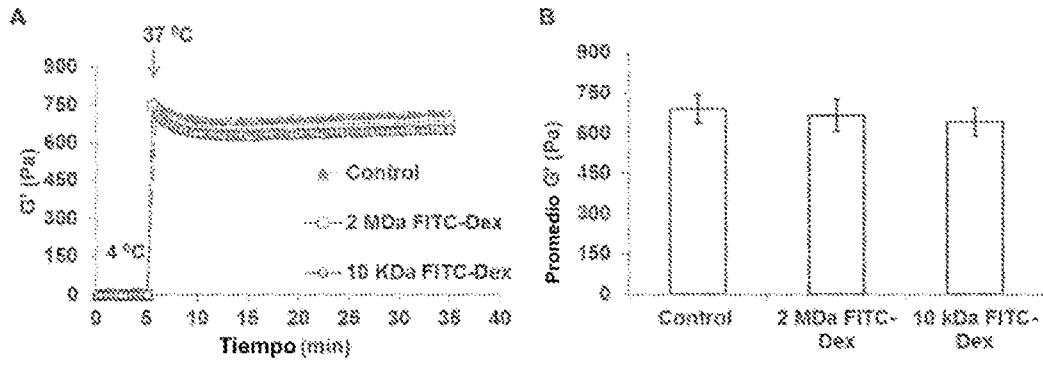 A
37 ºC
G' (Pa)
900
750
600
450
300
150
0
4 ºC
Control
2 MDa FITC-Dex
10 KDa FITC-Dex
0 5 10 15 20 25 30 35 40
Tiempo (min)
B
Promedio G' (Pa)
900
750
600
450
300
150
0
Control
2 MDa FITC-
Dex
10 kDa FITC-
Dex